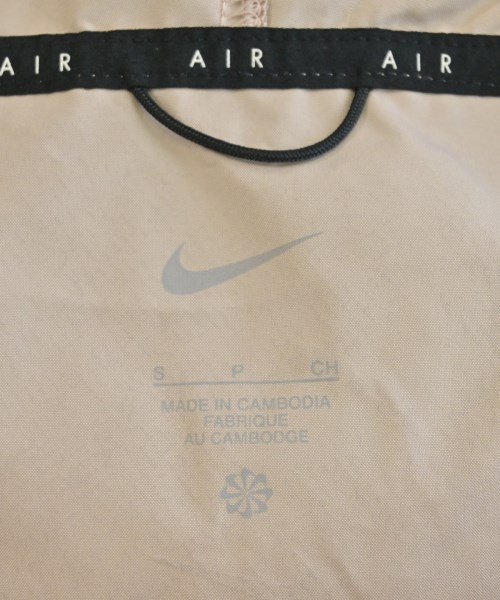 AIR AIR AIR
S P CH
MADE IN CAMBODIA
FABRIQUE
AU CAMBODGE